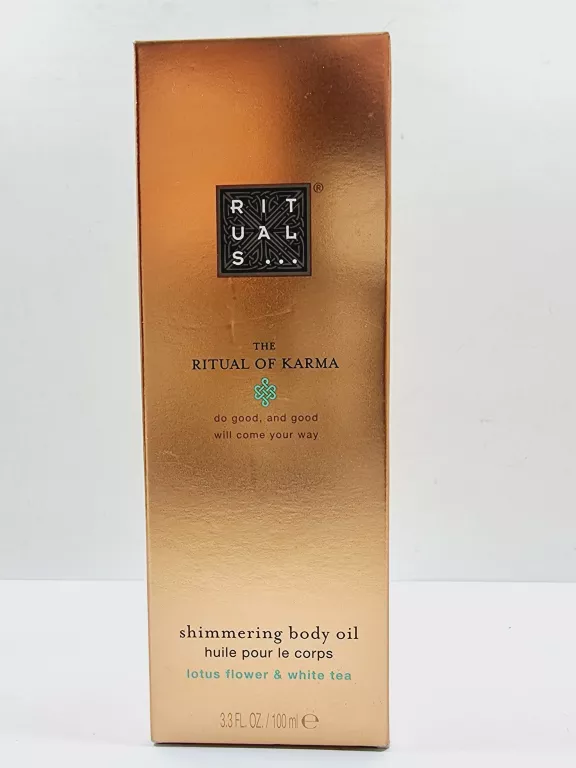 RIT
UAL
S...
®
THE
RITUAL OF KARMA
do good, and good
will come your way
shimmering body oil
huile pour le corps
lotus flower & white tea
3.3 FL. OZ. / 100 ml ℮